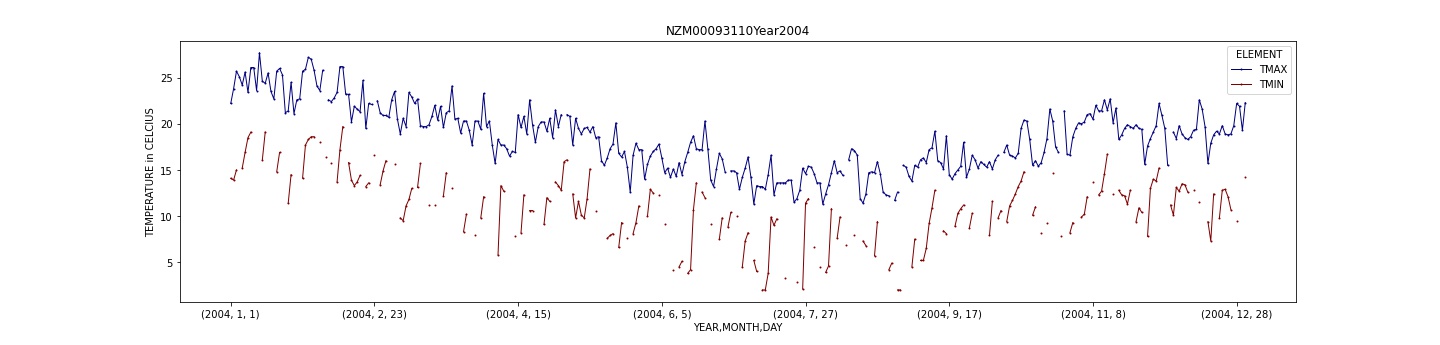 NZM00093110Year2004
ELEMENT
TMAX
TMIN
TEMPERATURE in CELCIUS
25
20
15
10
5
(2004, 1, 1) (2004, 2, 23) (2004, 4, 15) (2004, 6, 5) (2004, 7, 27) (2004, 9, 17) (2004, 11, 8) (2004, 12, 28)
YEAR,MONTH,DAY